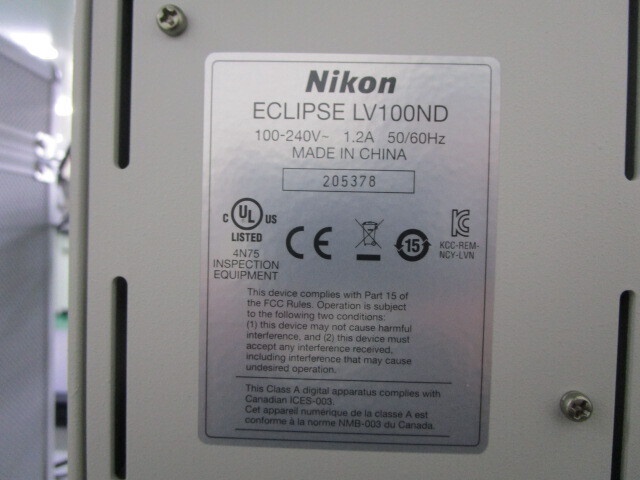 Nikon
ECLIPSE LV100ND
100-240V~ 1.2A 50/60Hz
MADE IN CHINA
205378
C UL US
LISTED
4N75
INSPECTION
EQUIPMENT
CE
15
KCC-REM-
NCY-LVN
This device complies with Part 15 of
the FCC Rules. Operation is subject
to the following two conditions:
(1) this device may not cause harmful
interference, and (2) this device must
accept any interference received,
including interference that may cause
undesired operation.
This Class A digital apparatus complies with
Canadian ICES-003.
Cet appareil numérique de la classe A est
conforme à la norme NMB-003 du Canada.